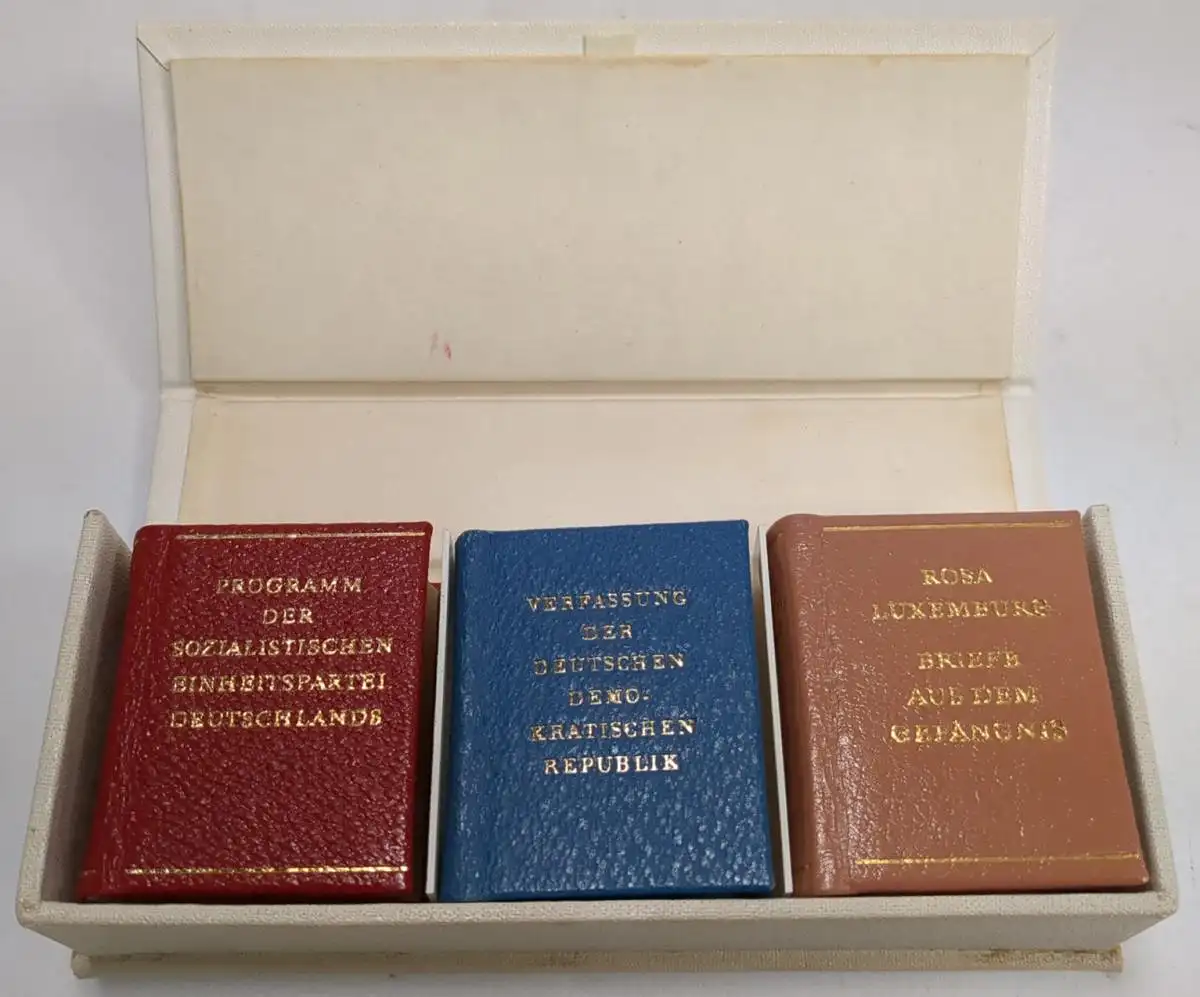 PROGRAMM
DER
SOZIALISTISCHEN
EINHEITSPARTEI
DEUTSCHLANDS
VERFASSUNG
DER
DEUTSCHEN
DEMO-
KRATISCHEN
REPUBLIK
ROSA
LUXEMBURG
BRIEFE
AUS DEM
GEFÄNGNIS